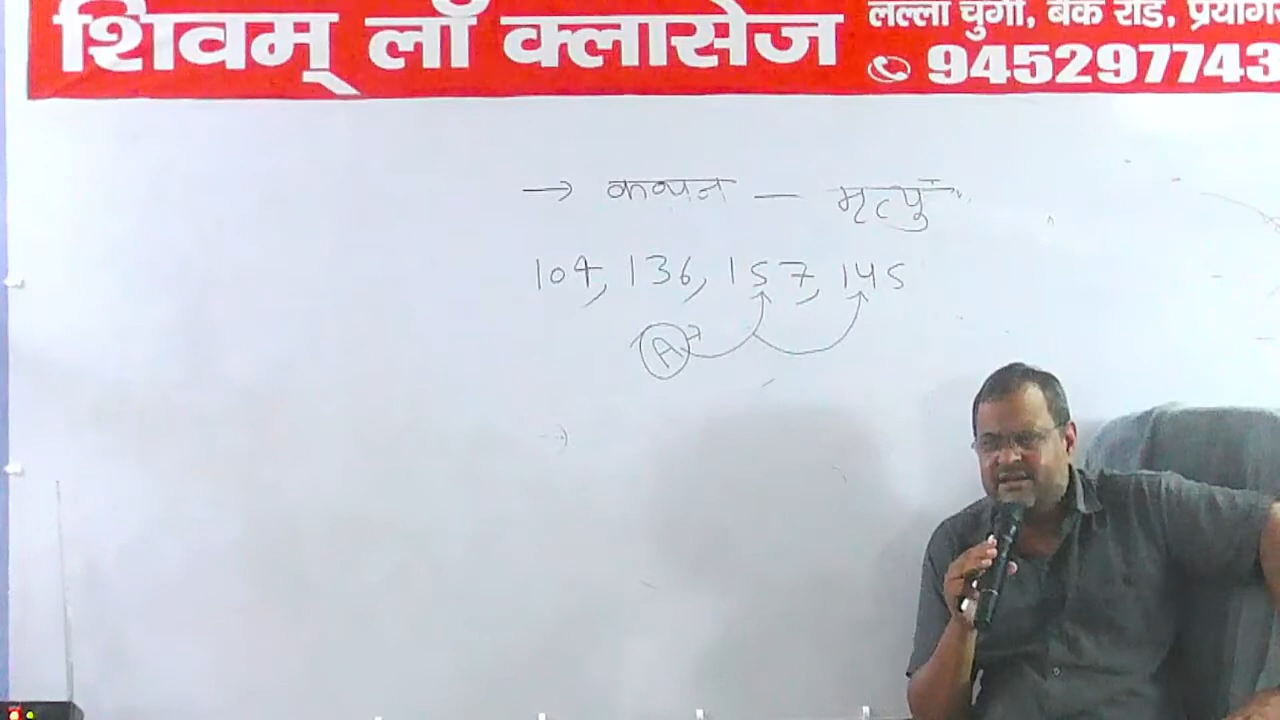 शिवम् लॉ क्लासेज
लल्ला चुंगी, बैंक रोड, प्रयाग
945297743
→ कथन — मृत्यु
104, 136, 157, 145
A